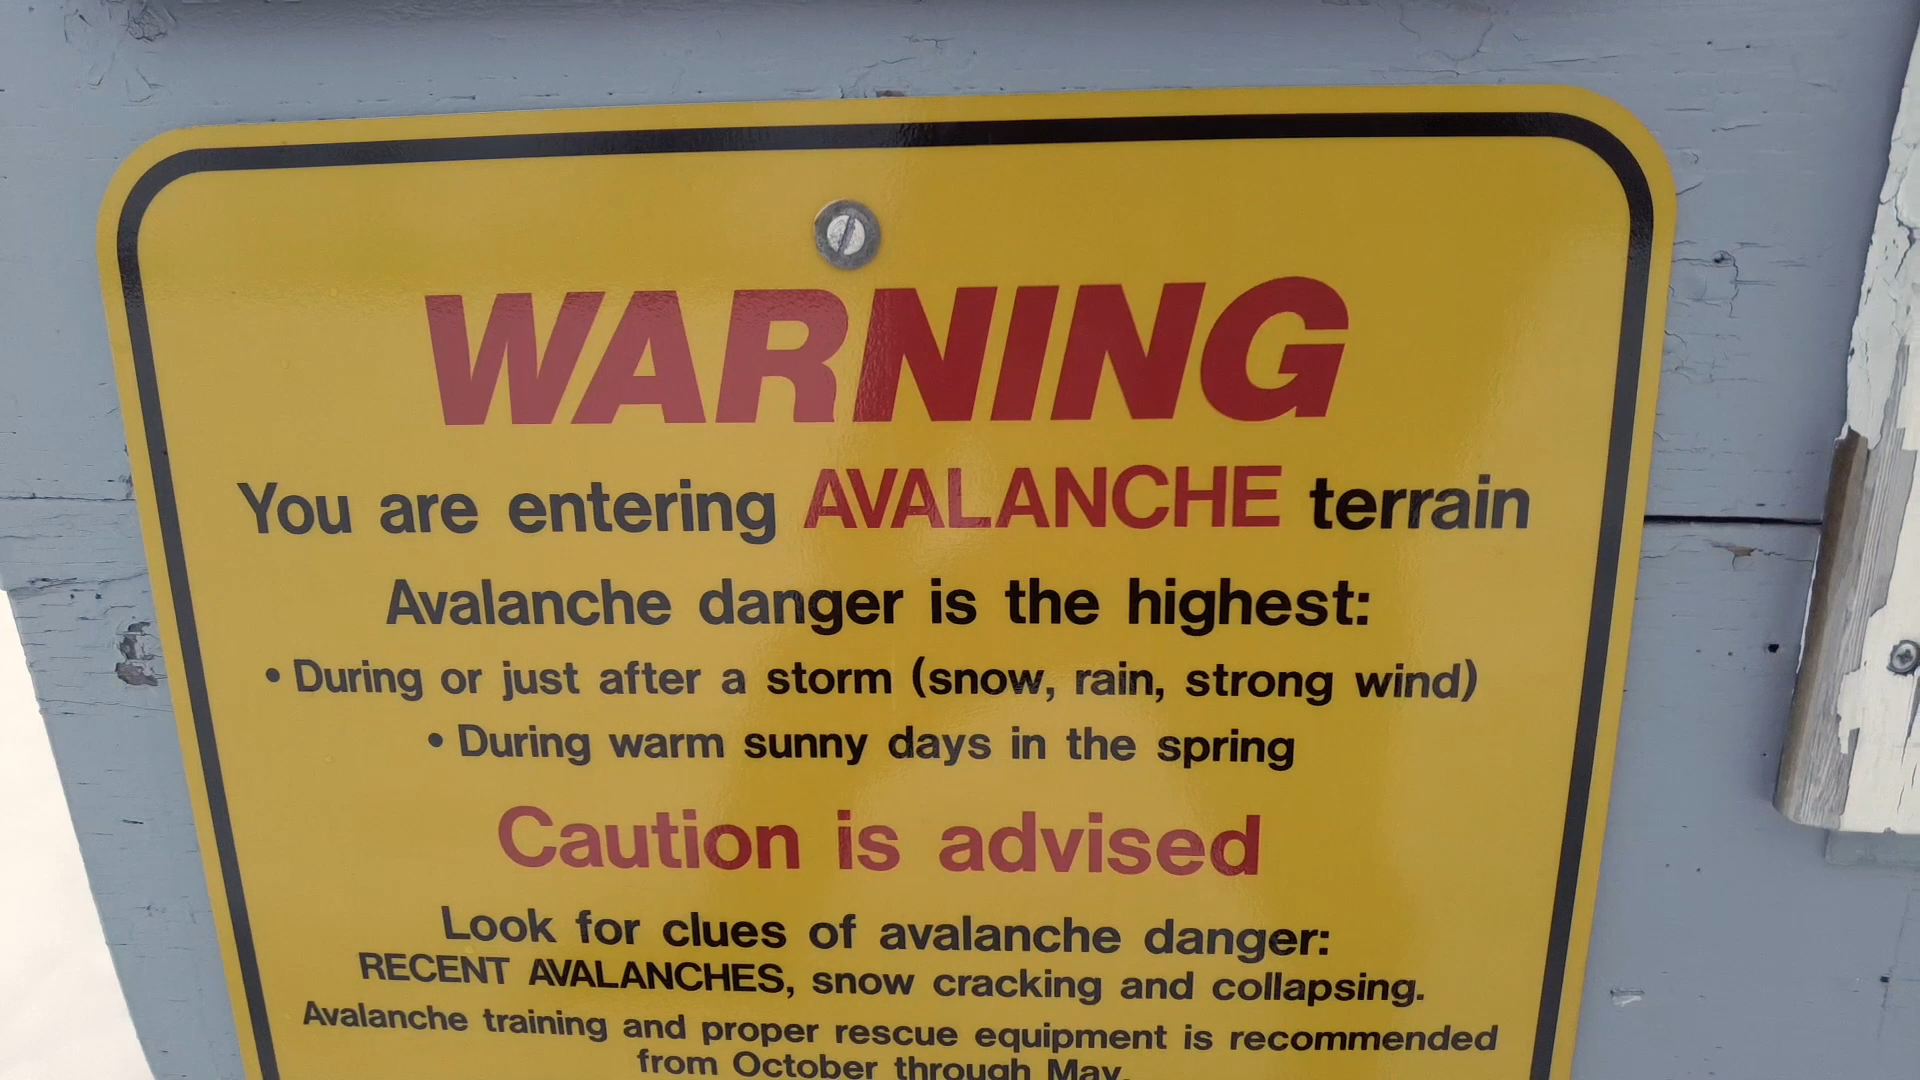 WARNING
You are entering AVALANCHE terrain
Avalanche danger is the highest:
• During or just after a storm (snow, rain, strong wind)
• During warm sunny days in the spring
Caution is advised
Look for clues of avalanche danger:
RECENT AVALANCHES, snow cracking and collapsing.
Avalanche training and proper rescue equipment is recommended
from October through May.